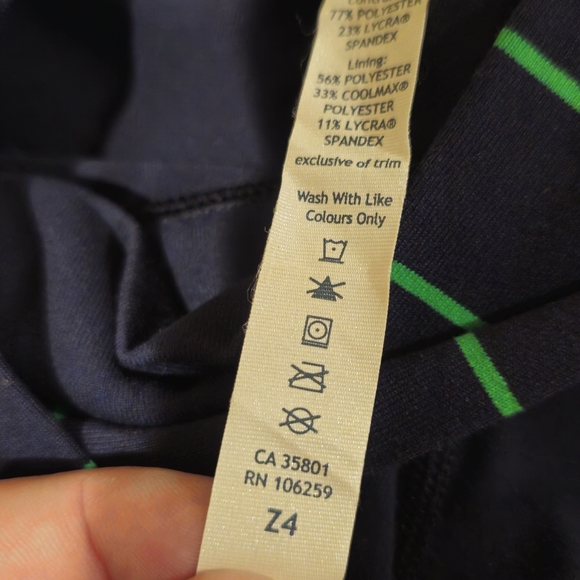 77% POLYESTER
23% LYCRA®
SPANDEX
Lining:
56% POLYESTER
33% COOLMAX®
POLYESTER
11% LYCRA®
SPANDEX
exclusive of trim
Wash With Like
Colours Only
CA 35801
RN 106259
Z4